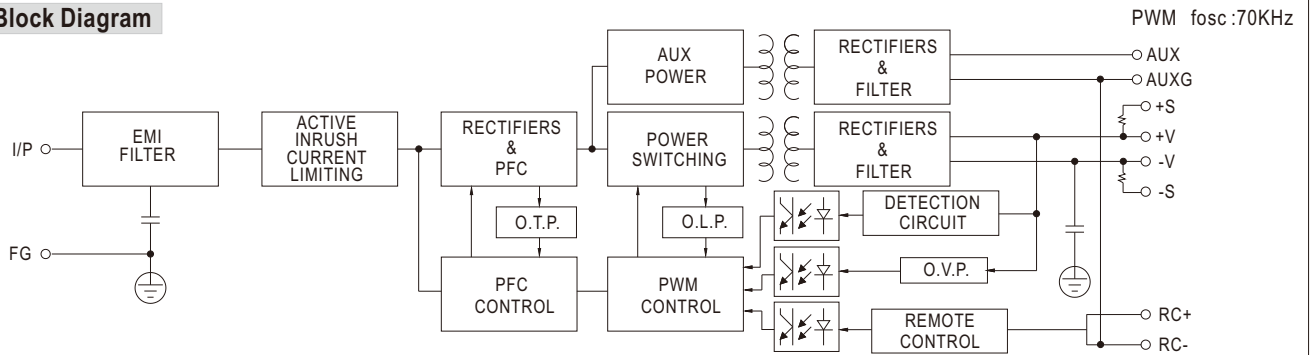 Block Diagram
PWM fosc :70KHz
AUX
POWER
RECTIFIERS
&
FILTER
AUX
AUXG
+S
I/P
EMI
FILTER
ACTIVE
INRUSH
CURRENT
LIMITING
RECTIFIERS
&
PFC
POWER
SWITCHING
RECTIFIERS
&
FILTER
+V
-V
-S
DETECTION
CIRCUIT
O.T.P.
O.L.P.
FG
PFC
CONTROL
PWM
CONTROL
O.V.P.
REMOTE
CONTROL
RC+
RC-